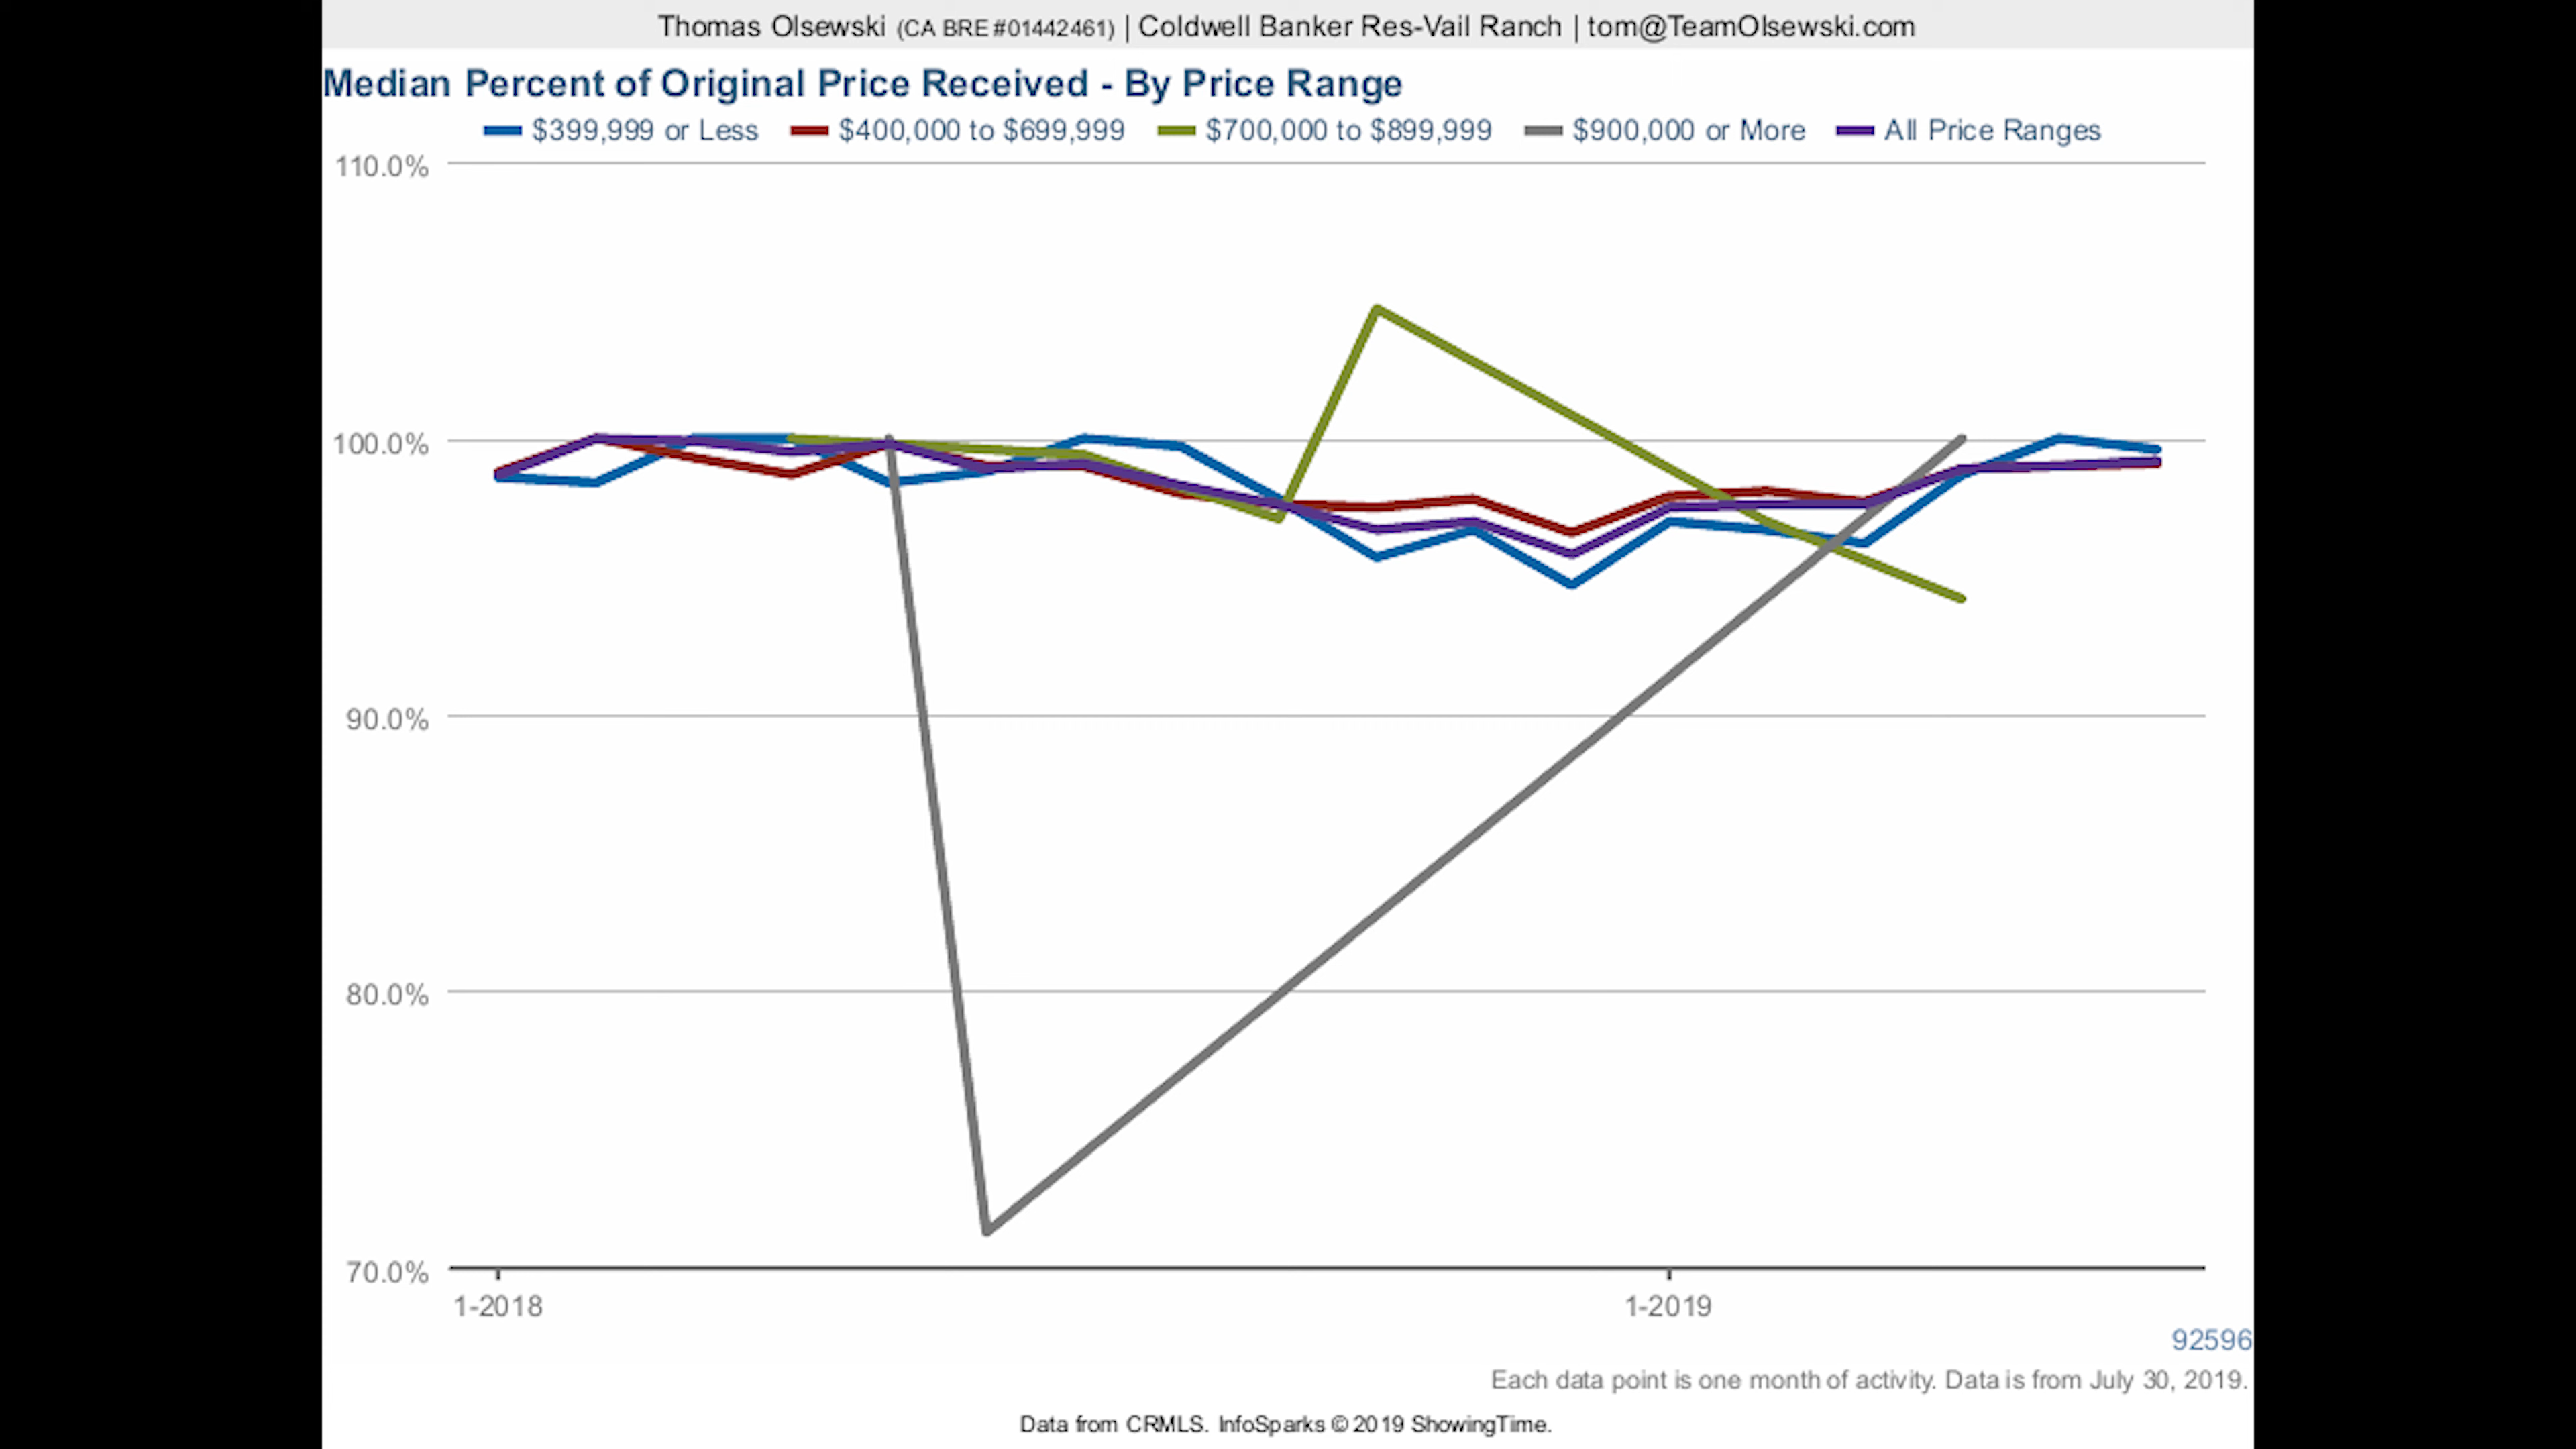 Thomas Olsewski (CA BRE #01442461) | Coldwell Banker Res-Vail Ranch | tom@TeamOlsewski.com
Median Percent of Original Price Received - By Price Range
$399,999 or Less $400,000 to $699,999 $700,000 to $899,999 $900,000 or More All Price Ranges
110.0%
100.0%
90.0%
80.0%
70.0%
1-2018 1-2019
92596
Each data point is one month of activity. Data is from July 30, 2019.
Data from CRMLS. InfoSparks © 2019 ShowingTime.